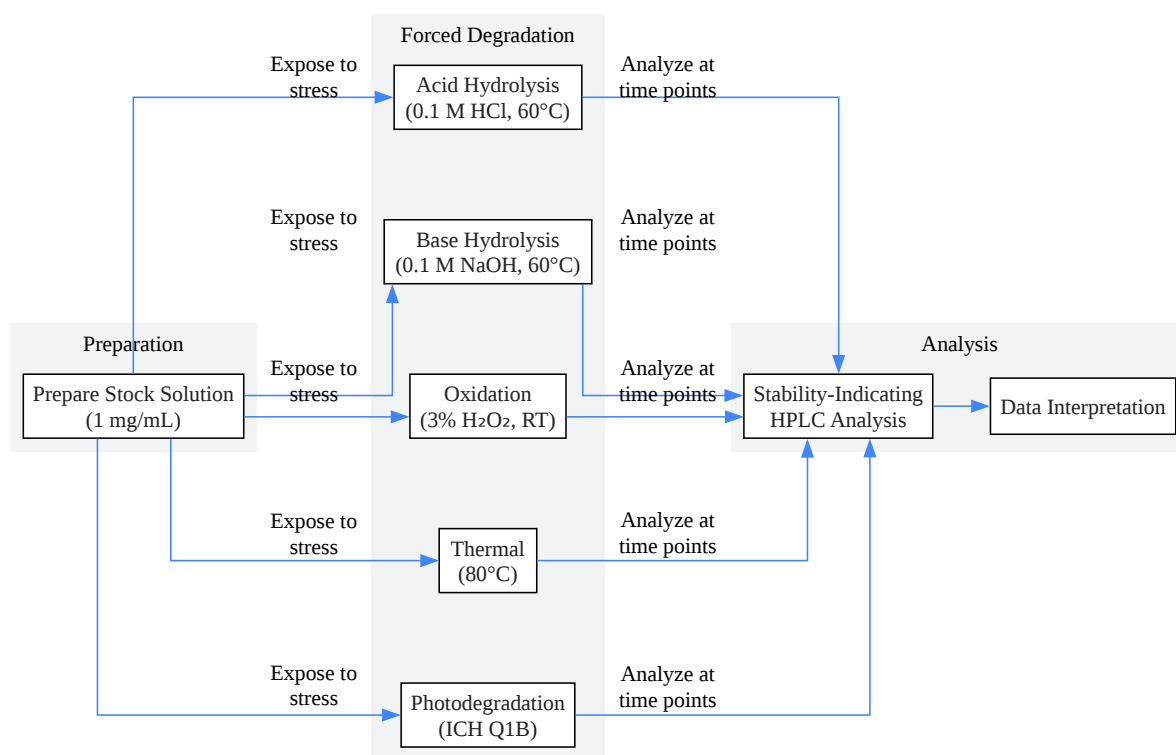 Forced Degradation
Expose to
stress
Acid Hydrolysis
(0.1 M HCl, 60°C)
Analyze at
time points
Expose to
stress
Base Hydrolysis
(0.1 M NaOH, 60°C)
Analyze at
time points
Preparation
Prepare Stock Solution
(1 mg/mL)
Expose to
stress
Oxidation
(3% H₂O₂, RT)
Analyze at
time points
Analysis
Stability-Indicating
HPLC Analysis
Data Interpretation
Expose to
stress
Thermal
(80°C)
Analyze at
time points
Expose to
stress
Photodegradation
(ICH Q1B)
Analyze at
time points